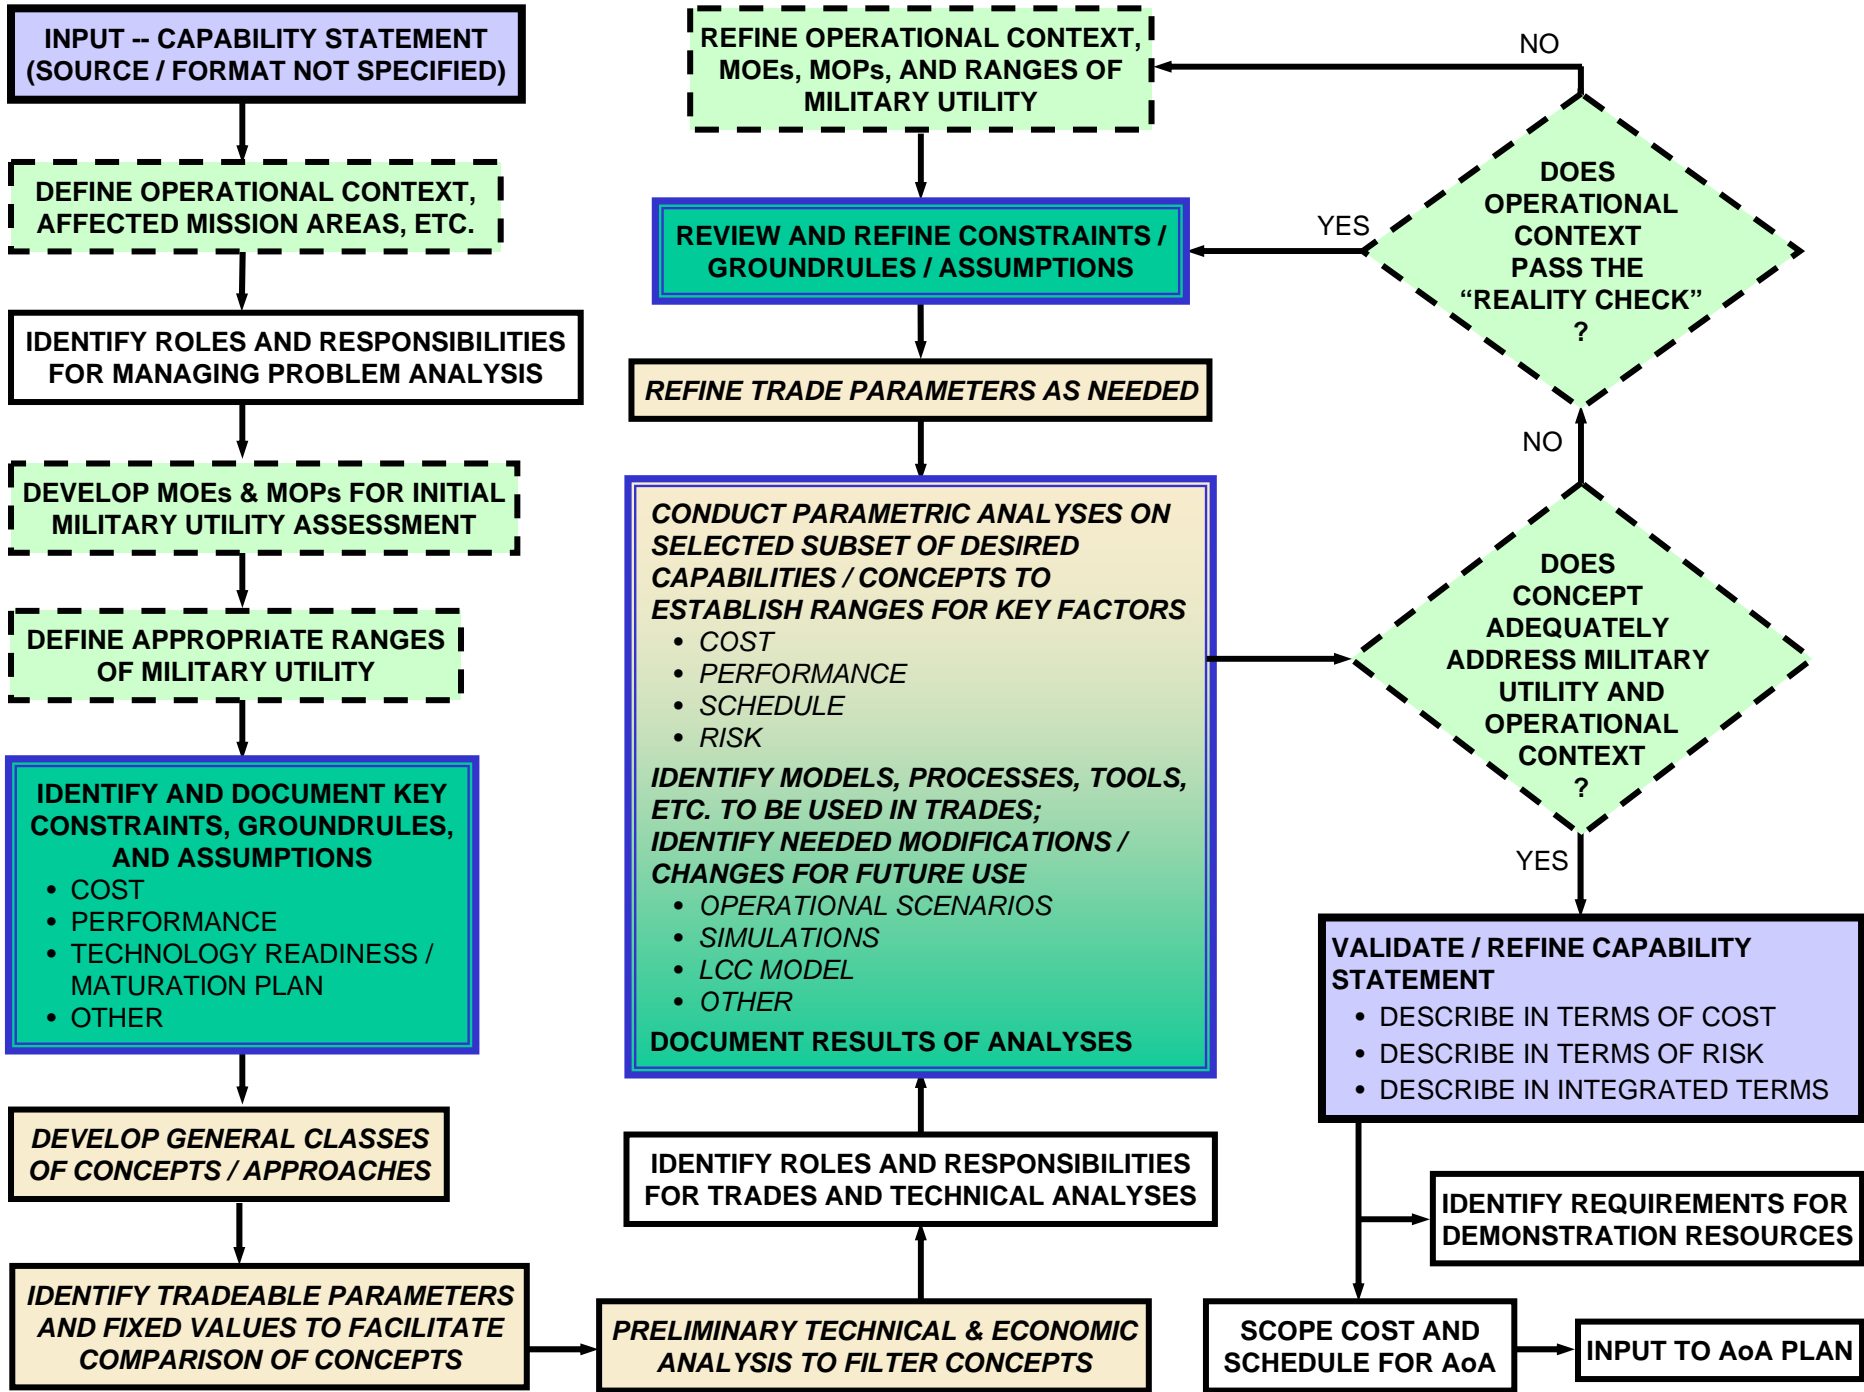 INPUT -- CAPABILITY STATEMENT
(SOURCE / FORMAT NOT SPECIFIED)
DEFINE OPERATIONAL CONTEXT,
AFFECTED MISSION AREAS, ETC.
IDENTIFY ROLES AND RESPONSIBILITIES
FOR MANAGING PROBLEM ANALYSIS
DEVELOP MOEs & MOPs FOR INITIAL
MILITARY UTILITY ASSESSMENT
DEFINE APPROPRIATE RANGES
OF MILITARY UTILITY
IDENTIFY AND DOCUMENT KEY
CONSTRAINTS, GROUNDRULES,
AND ASSUMPTIONS
• COST
• PERFORMANCE
• TECHNOLOGY READINESS /
MATURATION PLAN
• OTHER
DEVELOP GENERAL CLASSES
OF CONCEPTS / APPROACHES
IDENTIFY TRADEABLE PARAMETERS
AND FIXED VALUES TO FACILITATE
COMPARISON OF CONCEPTS
PRELIMINARY TECHNICAL & ECONOMIC
ANALYSIS TO FILTER CONCEPTS
IDENTIFY ROLES AND RESPONSIBILITIES
FOR TRADES AND TECHNICAL ANALYSES
REFINE OPERATIONAL CONTEXT,
MOEs, MOPs, AND RANGES OF
MILITARY UTILITY
REVIEW AND REFINE CONSTRAINTS /
GROUNDRULES / ASSUMPTIONS
REFINE TRADE PARAMETERS AS NEEDED
CONDUCT PARAMETRIC ANALYSES ON
SELECTED SUBSET OF DESIRED
CAPABILITIES / CONCEPTS TO
ESTABLISH RANGES FOR KEY FACTORS
• COST
• PERFORMANCE
• SCHEDULE
• RISK
IDENTIFY MODELS, PROCESSES, TOOLS,
ETC. TO BE USED IN TRADES;
IDENTIFY NEEDED MODIFICATIONS /
CHANGES FOR FUTURE USE
• OPERATIONAL SCENARIOS
• SIMULATIONS
• LCC MODEL
• OTHER
DOCUMENT RESULTS OF ANALYSES
NO
DOES
OPERATIONAL
CONTEXT
PASS THE
“REALITY CHECK”
?
YES
NO
DOES
CONCEPT
ADEQUATELY
ADDRESS MILITARY
UTILITY AND
OPERATIONAL
CONTEXT
?
YES
VALIDATE / REFINE CAPABILITY
STATEMENT
• DESCRIBE IN TERMS OF COST
• DESCRIBE IN TERMS OF RISK
• DESCRIBE IN INTEGRATED TERMS
IDENTIFY REQUIREMENTS FOR
DEMONSTRATION RESOURCES
SCOPE COST AND
SCHEDULE FOR AoA
INPUT TO AoA PLAN